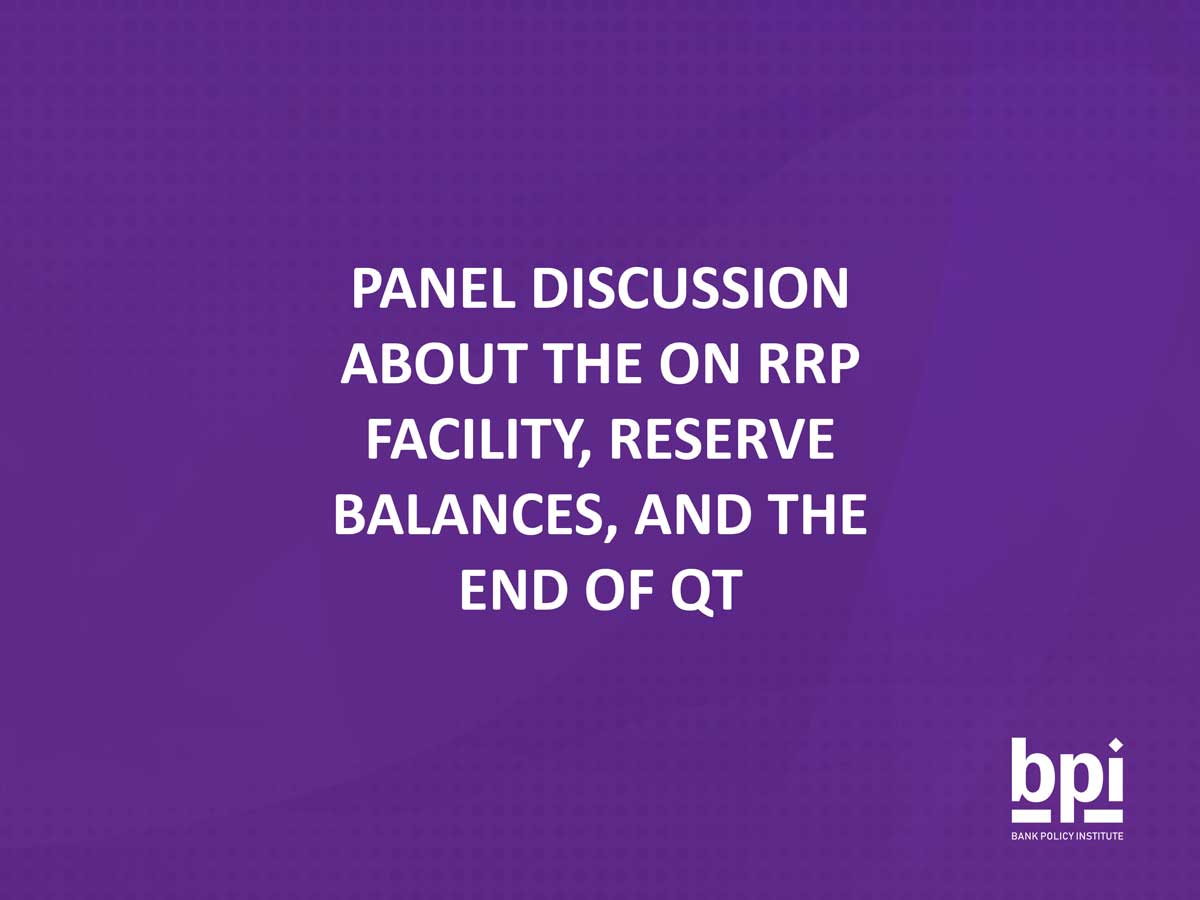 PANEL DISCUSSION
ABOUT THE ON RRP
FACILITY, RESERVE
BALANCES, AND THE
END OF QT
bpi
BANK POLICY INSTITUTE